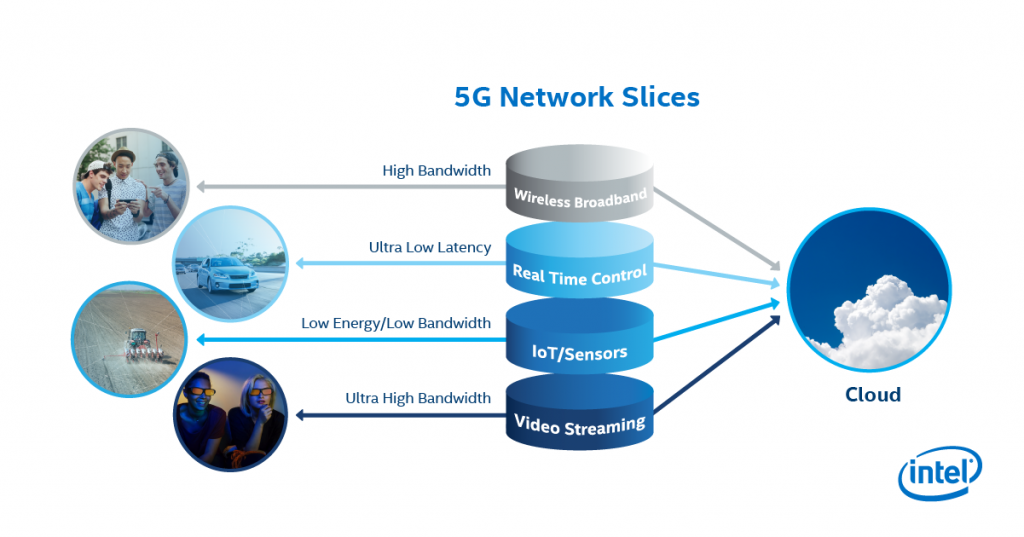 5G Network Slices
High Bandwidth
Wireless Broadband
Ultra Low Latency
Real Time Control
Low Energy/Low Bandwidth
IoT/Sensors
Ultra High Bandwidth
Video Streaming
Cloud
intel